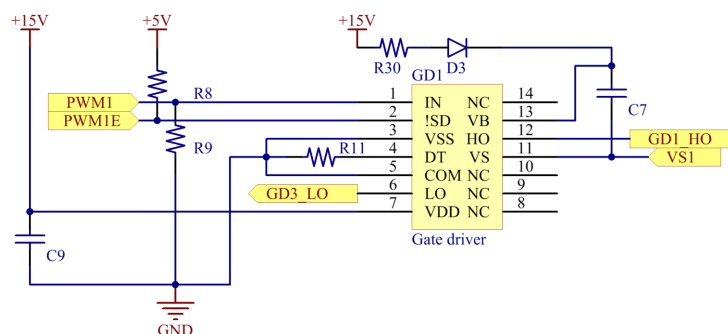 +15V
+5V
+15V
R30
D3
GD1
C7
PWM1
PWM1E
R8
R9
R11
1 IN NC 14
2 !SD VB 13
3 VSS HO 12
4 DT VS 11
5 COM NC 10
6 LO NC 9
7 VDD NC 8
GD1_HO
VS1
GD3_LO
Gate driver
C9
GND